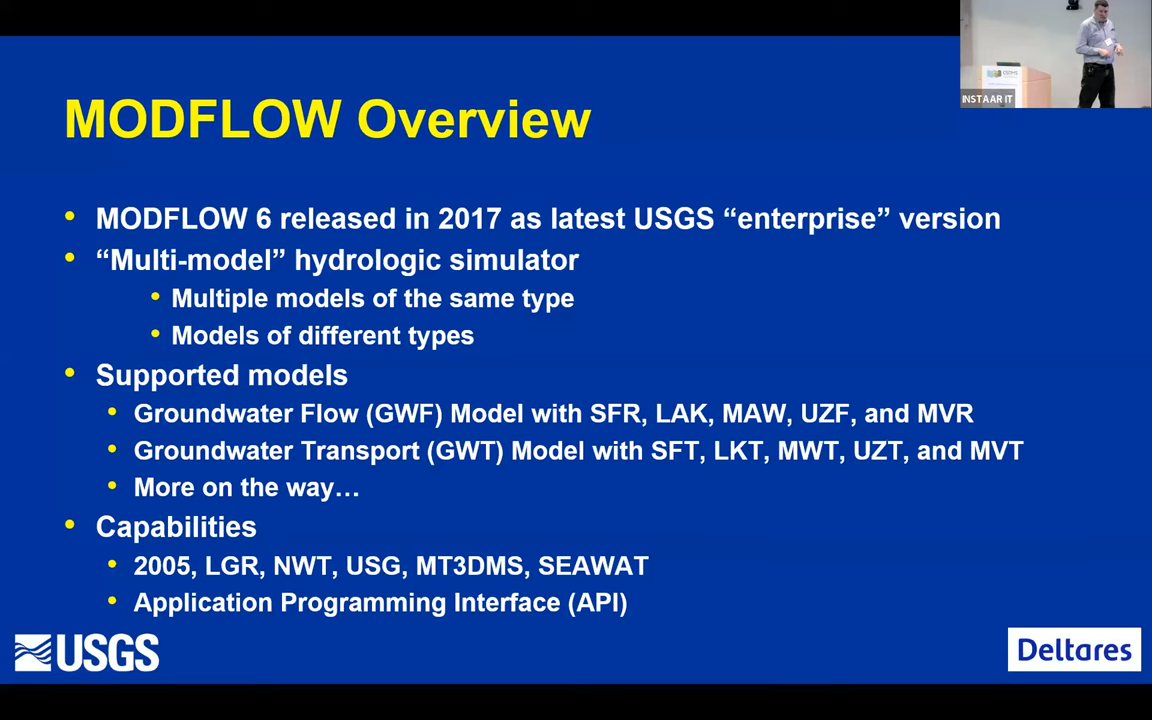 MODFLOW Overview
INSTAAR IT
• MODFLOW 6 released in 2017 as latest USGS “enterprise” version
• “Multi-model” hydrologic simulator
• Multiple models of the same type
• Models of different types
• Supported models
• Groundwater Flow (GWF) Model with SFR, LAK, MAW, UZF, and MVR
• Groundwater Transport (GWT) Model with SFT, LKT, MWT, UZT, and MVT
• More on the way…
• Capabilities
• 2005, LGR, NWT, USG, MT3DMS, SEAWAT
• Application Programming Interface (API)
USGS
Deltares